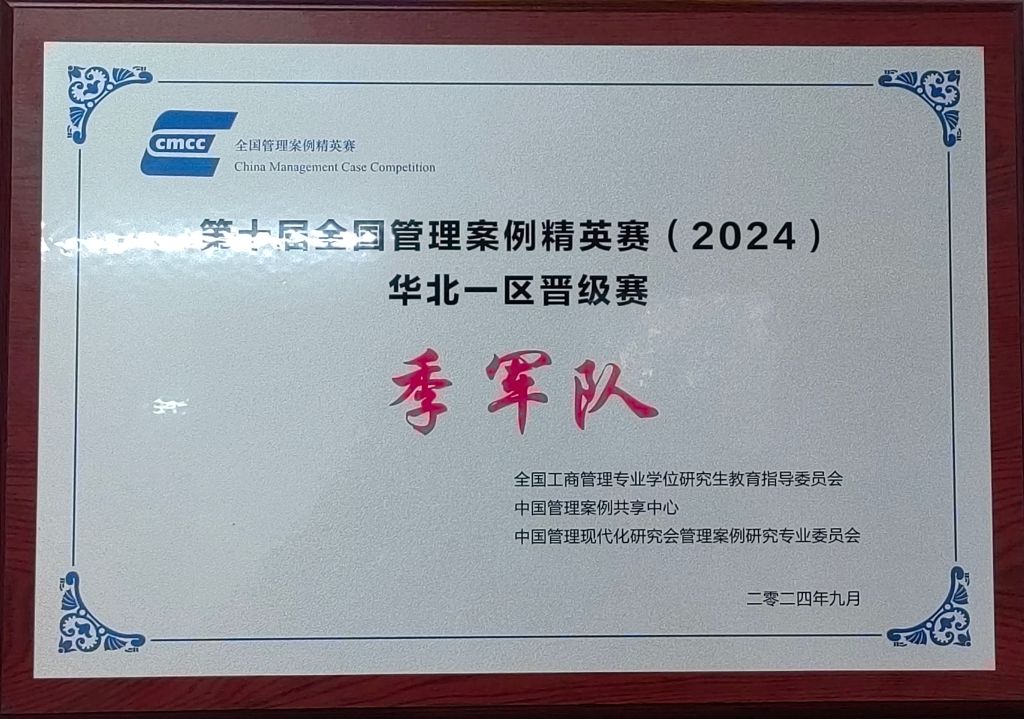 cmcc
全国管理案例精英赛
China Management Case Competition
第十届全国管理案例精英赛（2024）
华北一区晋级赛
季军队
全国工商管理专业学位研究生教育指导委员会
中国管理案例共享中心
中国管理现代化研究会管理案例研究专业委员会
二零二四年九月